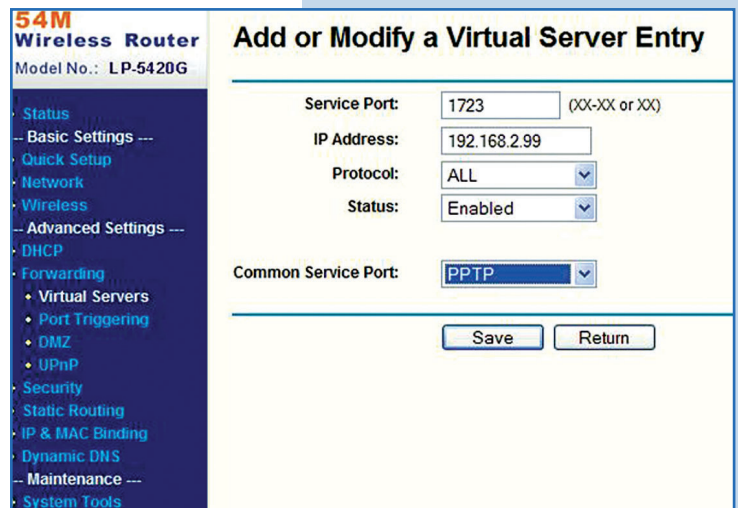 54M
Wireless Router
Model No.: LP-5420G
Status
-- Basic Settings ---
Quick Setup
Network
Wireless
-- Advanced Settings ---
DHCP
Forwarding
Virtual Servers
Port Triggering
DMZ
UPnP
Security
Static Routing
IP & MAC Binding
Dynamic DNS
-- Maintenance ---
System Tools
Add or Modify a Virtual Server Entry
Service Port: 1723 (XX-XX or XX)
IP Address: 192.168.2.99
Protocol: ALL
Status: Enabled
Common Service Port: PPTP
Save Return